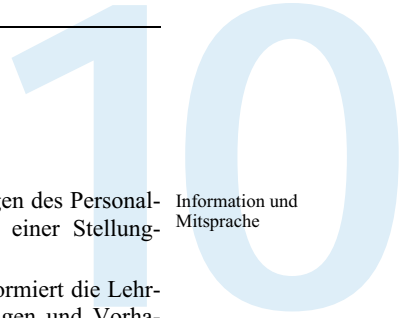 10
gen des Personal-
einer Stellung-
Information und
Mitsprache
ormiert die Lehr-
gen und Vorha-